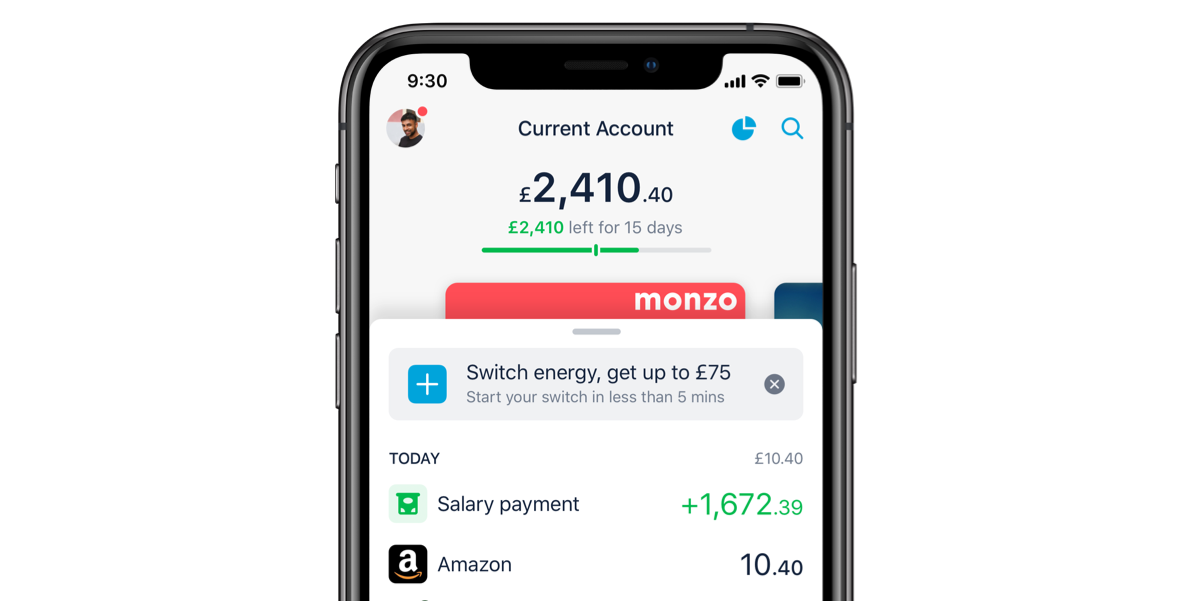 9:30
Current Account
£2,410.40
£2,410 left for 15 days
monzo
Switch energy, get up to £75
Start your switch in less than 5 mins
TODAY £10.40
Salary payment +1,672.39
a
Amazon 10.40